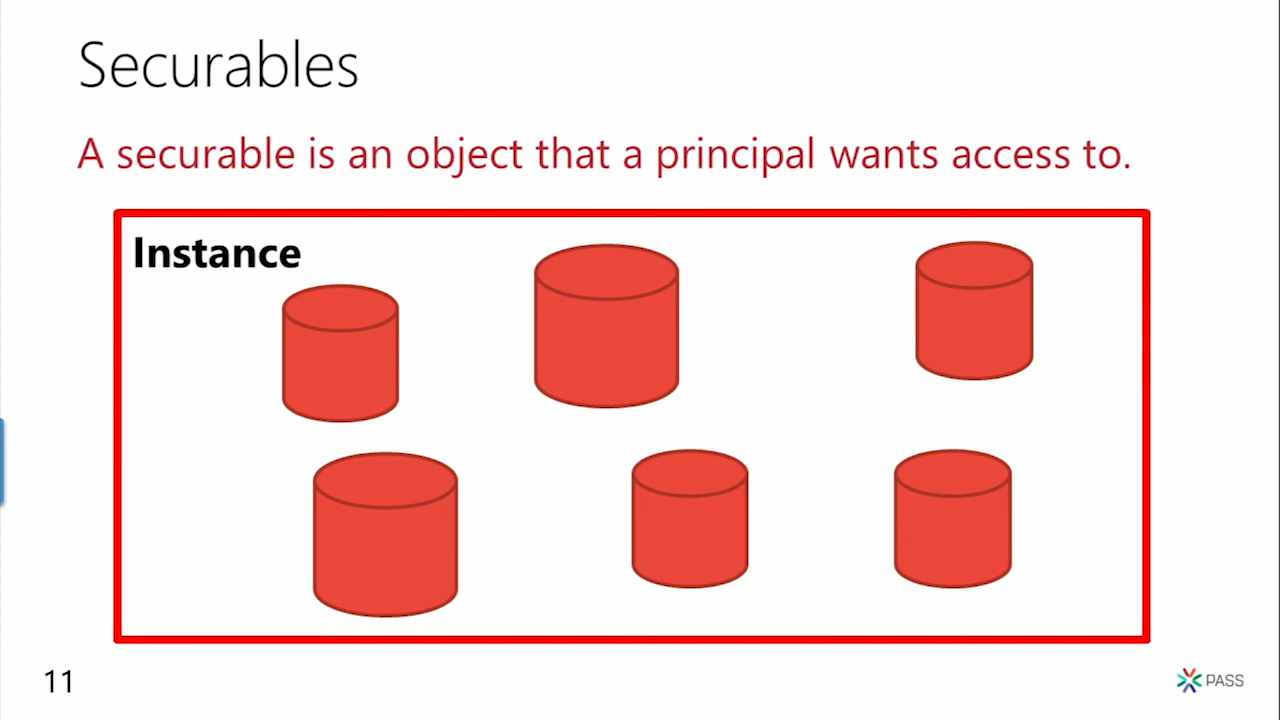 Securables
A securable is an object that a principal wants access to.
Instance
11
PASS